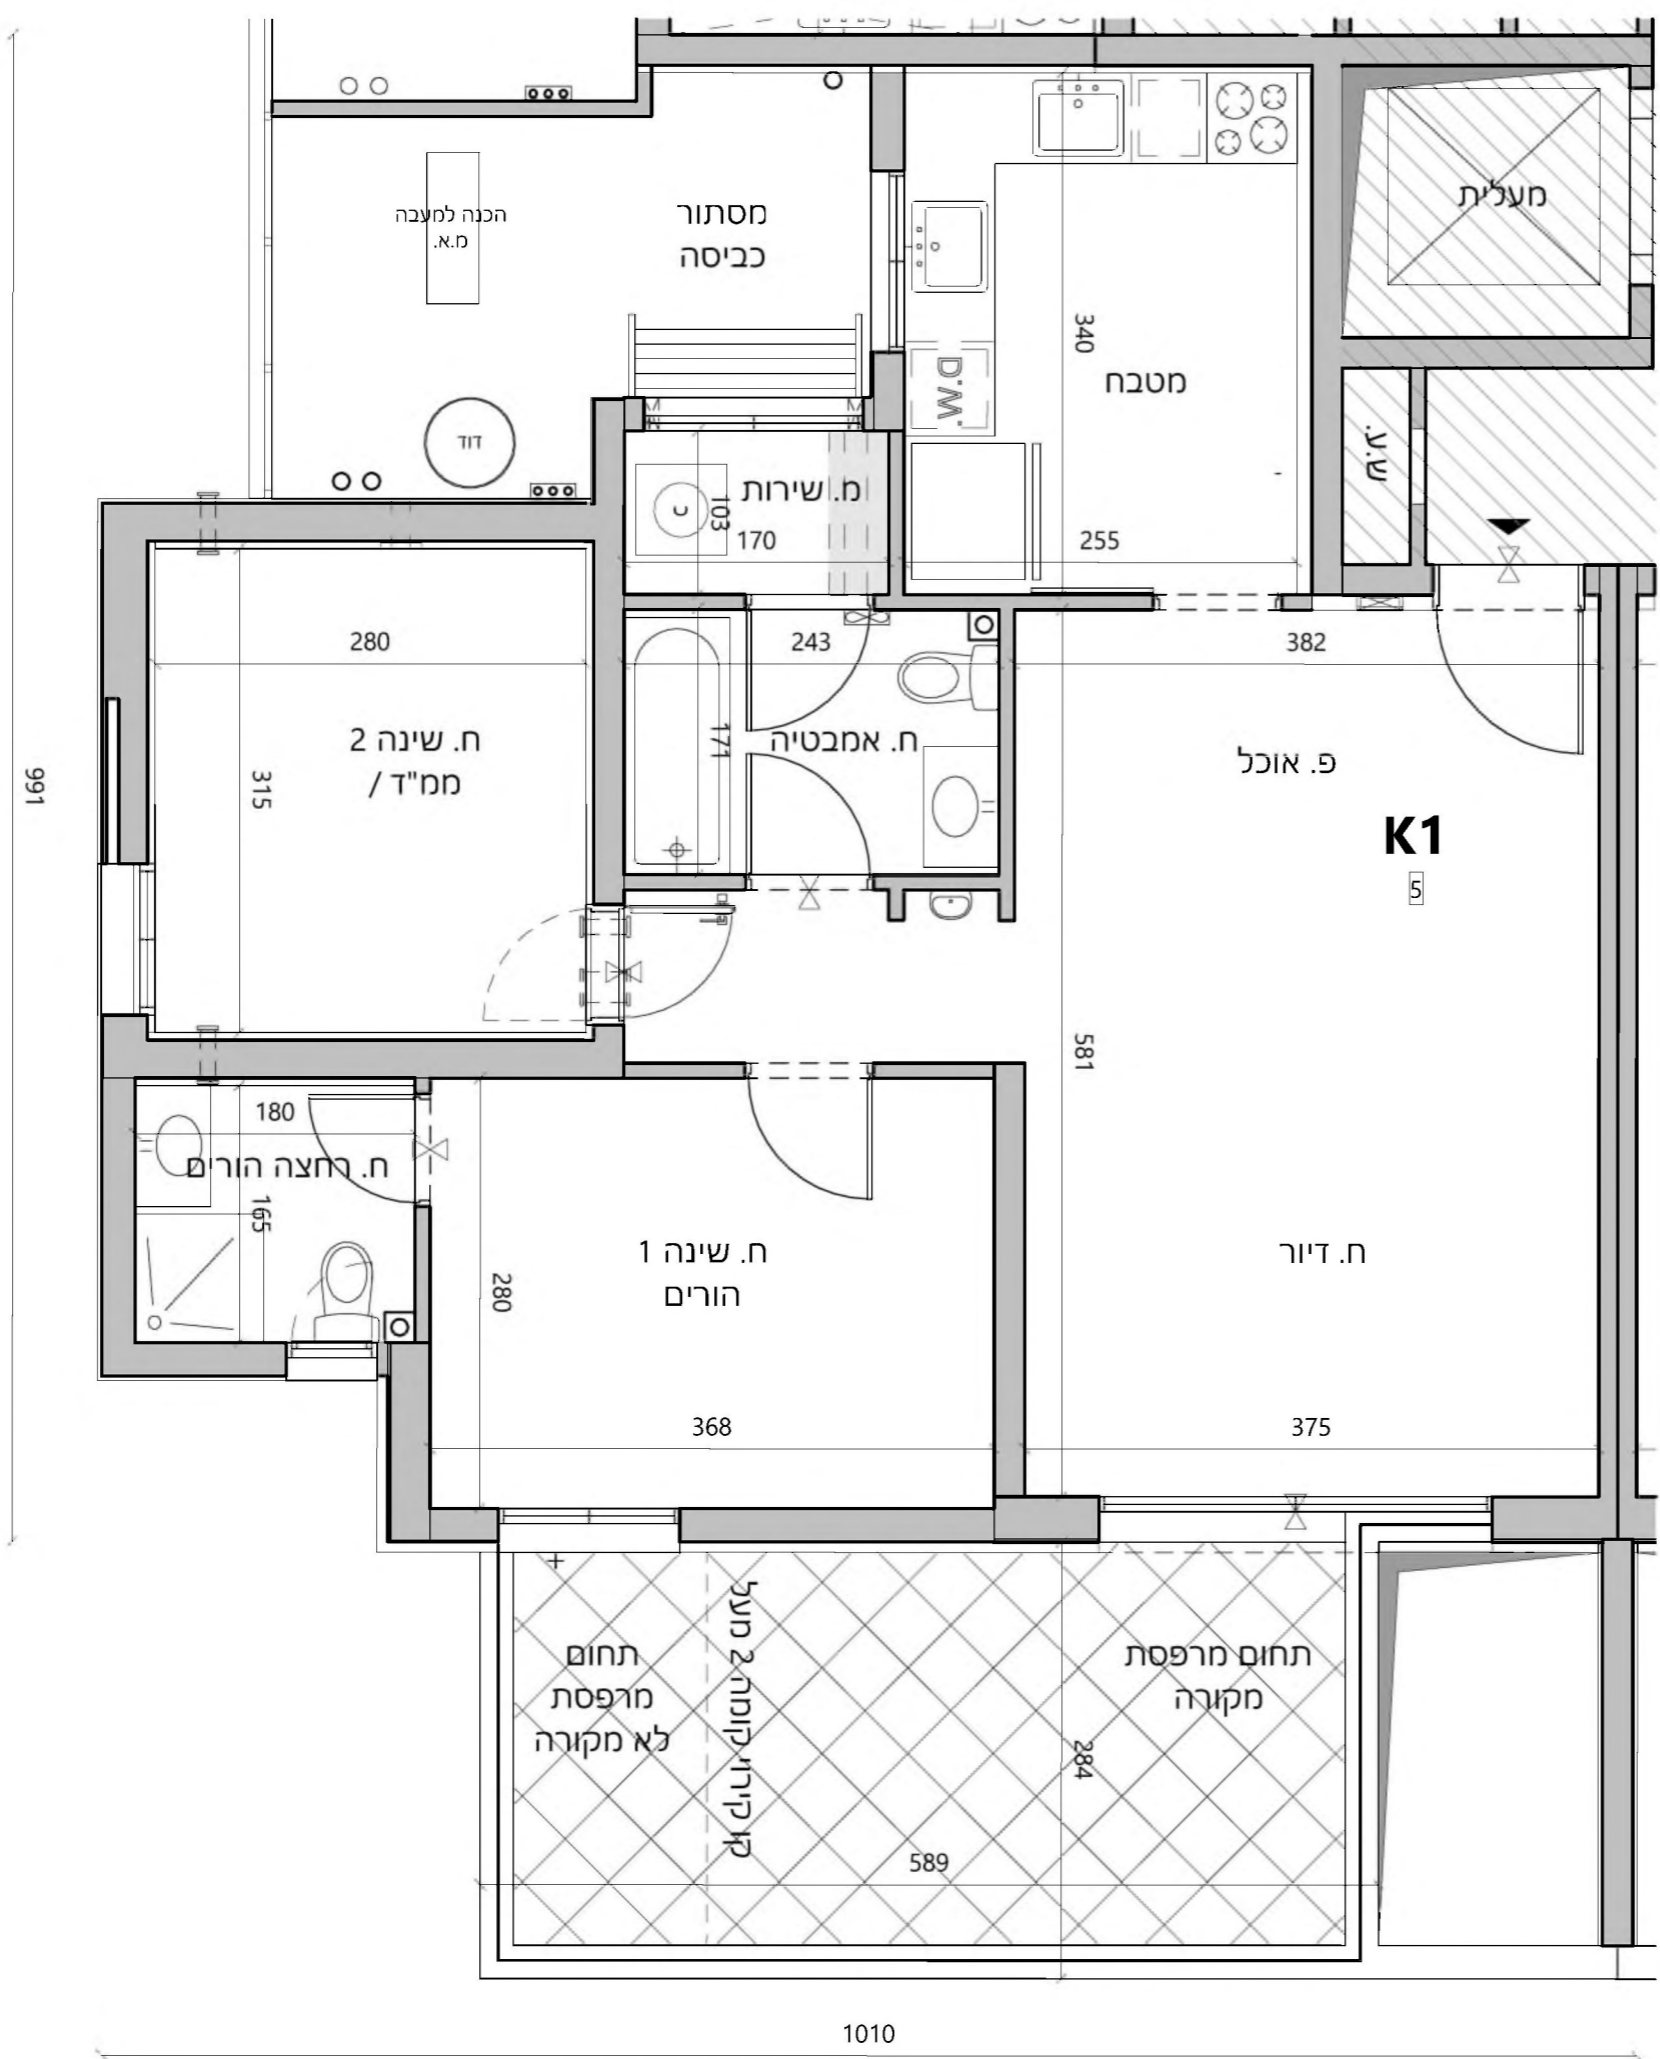 מעלית
הכנה למעבה
מ.א.
מסתור
כביסה
340
מטבח
D.W.
דוד
ש.ע.
מ. שירות
כ
103
170
255
280
243
382
ח. שינה 2
/ ממ"ד
171
ח. אמבטיה
פ. אוכל
991
315
K1
5
581
180
ח. רחצה הורים
165
ח. שינה 1
הורים
280
ח. דיור
368
375
תחום
מרפסת
לא מקורה
קו קירוי קומה 2 מעל
תחום מרפסת
מקורה
284
589
1010